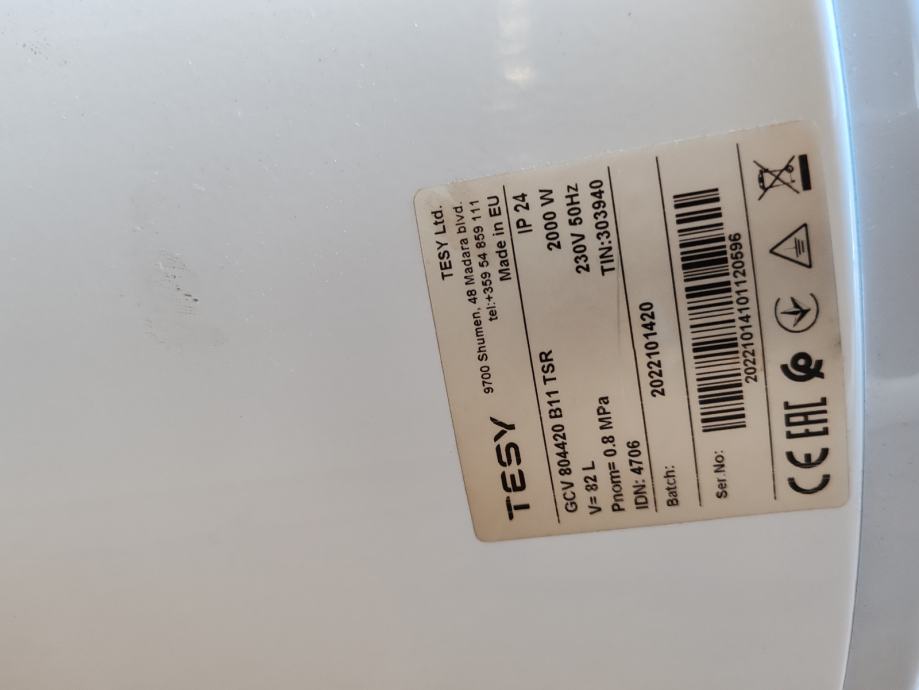 TESY
TESY Ltd.
9700 Shumen, 48 Madara blvd.
tel:+359 54 859 111
Made in EU
GCV 804420 B11 TSR
IP 24
V= 82 L
2000 W
Pnom= 0.8 MPa
230V 50Hz
IDN: 4706
TIN:303940
Batch:
2022101420
Ser.No:
20221014101120596
CE EAC